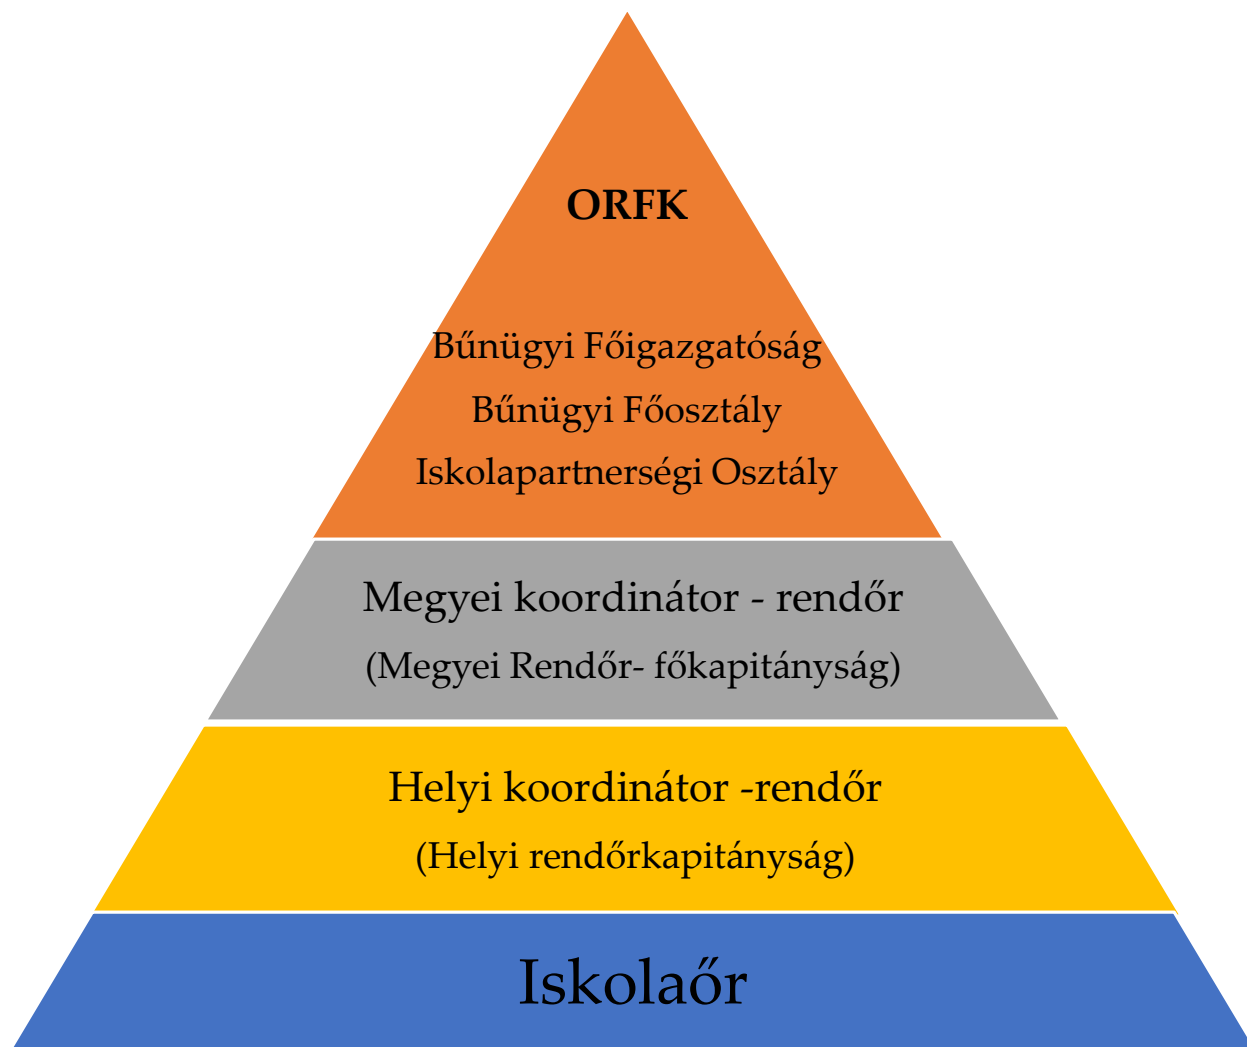 ORFK
Bűnügyi Főigazgatóság
Bűnügyi Főosztály
Iskolapartnerségi Osztály
Megyei koordinátor - rendőr
(Megyei Rendőr- főkapitányság)
Helyi koordinátor -rendőr
(Helyi rendőrkapitányság)
Iskolaőr